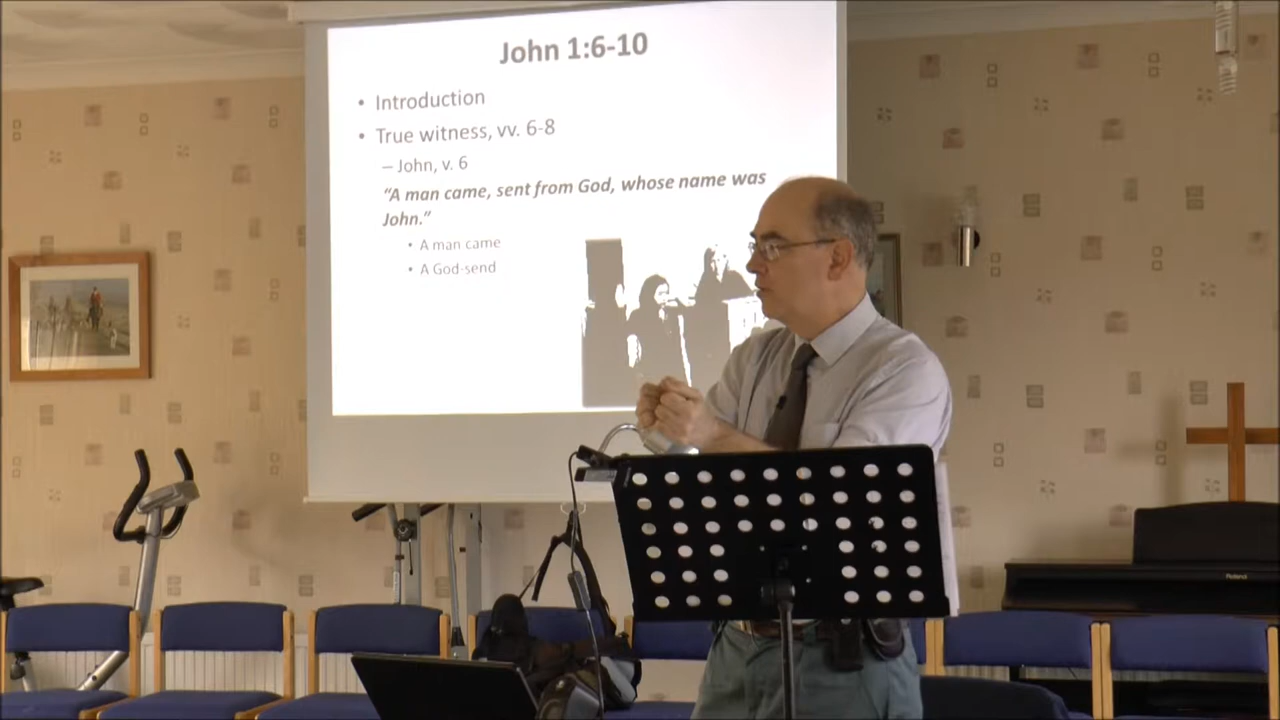 John 1:6-10
• Introduction
• True witness, vv. 6-8
– John, v. 6
“A man came, sent from God, whose name was
John.”
• A man came
• A God-send
Roland